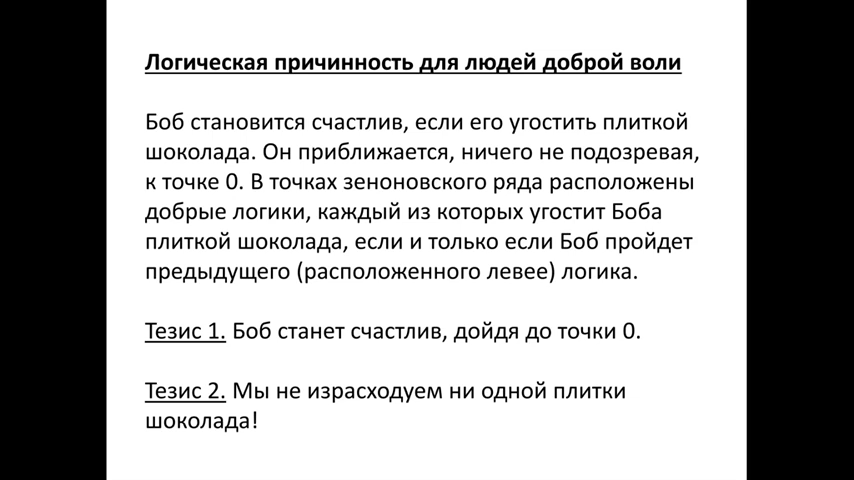 Логическая причинность для людей доброй воли
Боб становится счастлив, если его угостить плиткой
шоколада. Он приближается, ничего не подозревая,
к точке 0. В точках зеноновского ряда расположены
добрые логики, каждый из которых угостит Боба
плиткой шоколада, если и только если Боб пройдет
предыдущего (расположенного левее) логика.
Тезис 1. Боб станет счастлив, дойдя до точки 0.
Тезис 2. Мы не израсходуем ни одной плитки
шоколада!